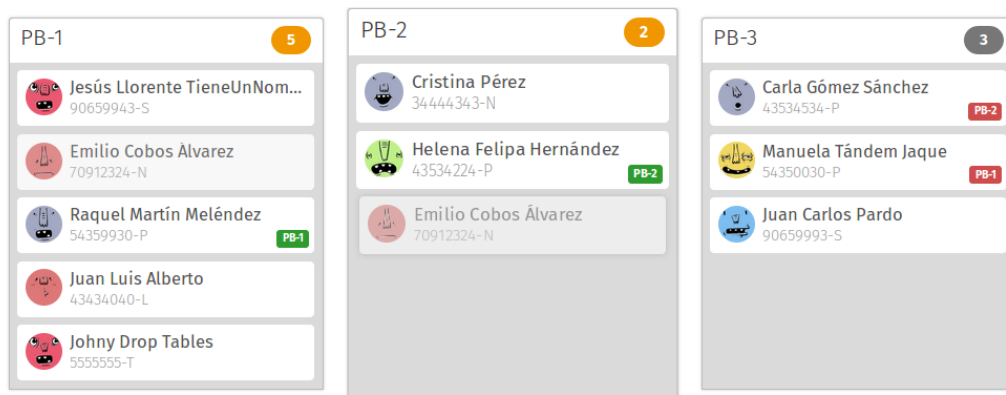 PB-1
5
Jesús Llorente TieneUnNom...
90659943-S
Emilio Cobos Álvarez
70912324-N
Raquel Martín Meléndez
54359930-P
PB-1
Juan Luis Alberto
43434040-L
Johny Drop Tables
5555555-T
PB-2
2
Cristina Pérez
34444343-N
Helena Felipa Hernández
43534224-P
PB-2
Emilio Cobos Álvarez
70912324-N
PB-3
3
Carla Gómez Sánchez
43534534-P
PB-2
Manuela Tándem Jaque
54350030-P
PB-1
Juan Carlos Pardo
90659993-S